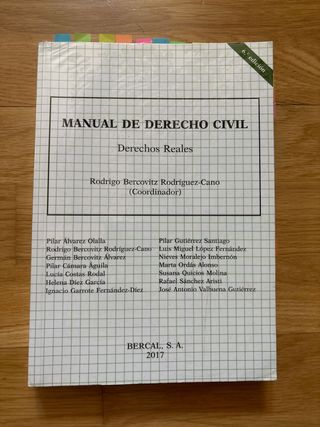 6.ª edición
MANUAL DE DERECHO CIVIL
Derechos Reales
Rodrigo Bercovitz Rodríguez-Cano
(Coordinador)
Pilar Álvarez Olalla
Rodrigo Bercovitz Rodríguez-Cano
Germán Bercovitz Álvarez
Pilar Cámara Águila
Lucía Costas Rodal
Helena Díez García
Ignacio Garrote Fernández-Díez
Pilar Gutiérrez Santiago
Luis Miguel López Fernández
Nieves Moralejo Imbernón
Marta Ordás Alonso
Susana Quicios Molina
Rafael Sánchez Aristi
José Antonio Valbuena Gutiérrez
BERCAL, S. A.
2017